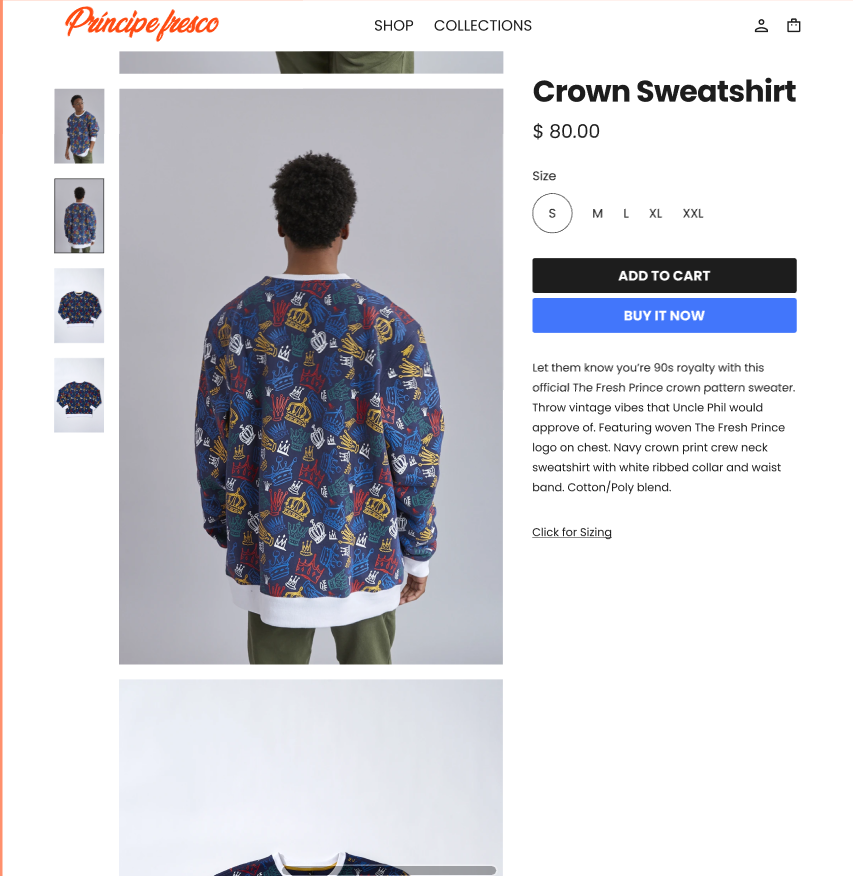 Príncipe fresco
SHOP
COLLECTIONS
Crown Sweatshirt
$ 80.00
Size
S
M
L
XL
XXL
ADD TO CART
BUY IT NOW
Let them know you’re 90s royalty with this
official The Fresh Prince crown pattern sweater.
Throw vintage vibes that Uncle Phil would
approve of. Featuring woven The Fresh Prince
logo on chest. Navy crown print crew neck
sweatshirt with white ribbed collar and waist
band. Cotton/Poly blend.
Click for Sizing